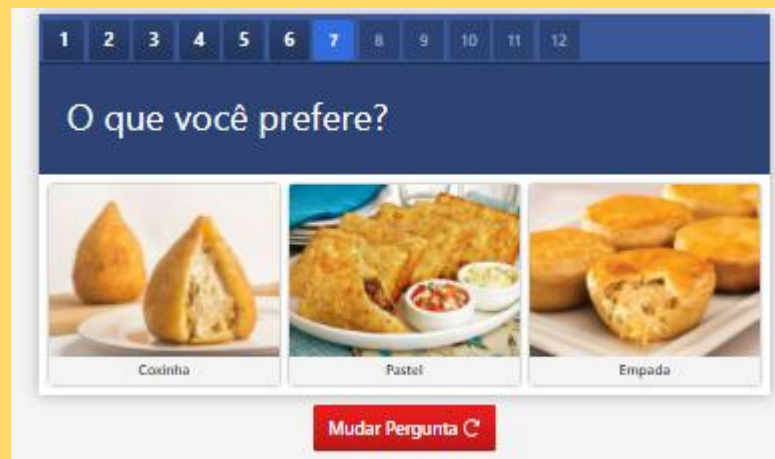 1 2 3 4 5 6 7 8 9 10 11 12
O que você prefere?
Coxinha Pastel Empada
Mudar Pergunta